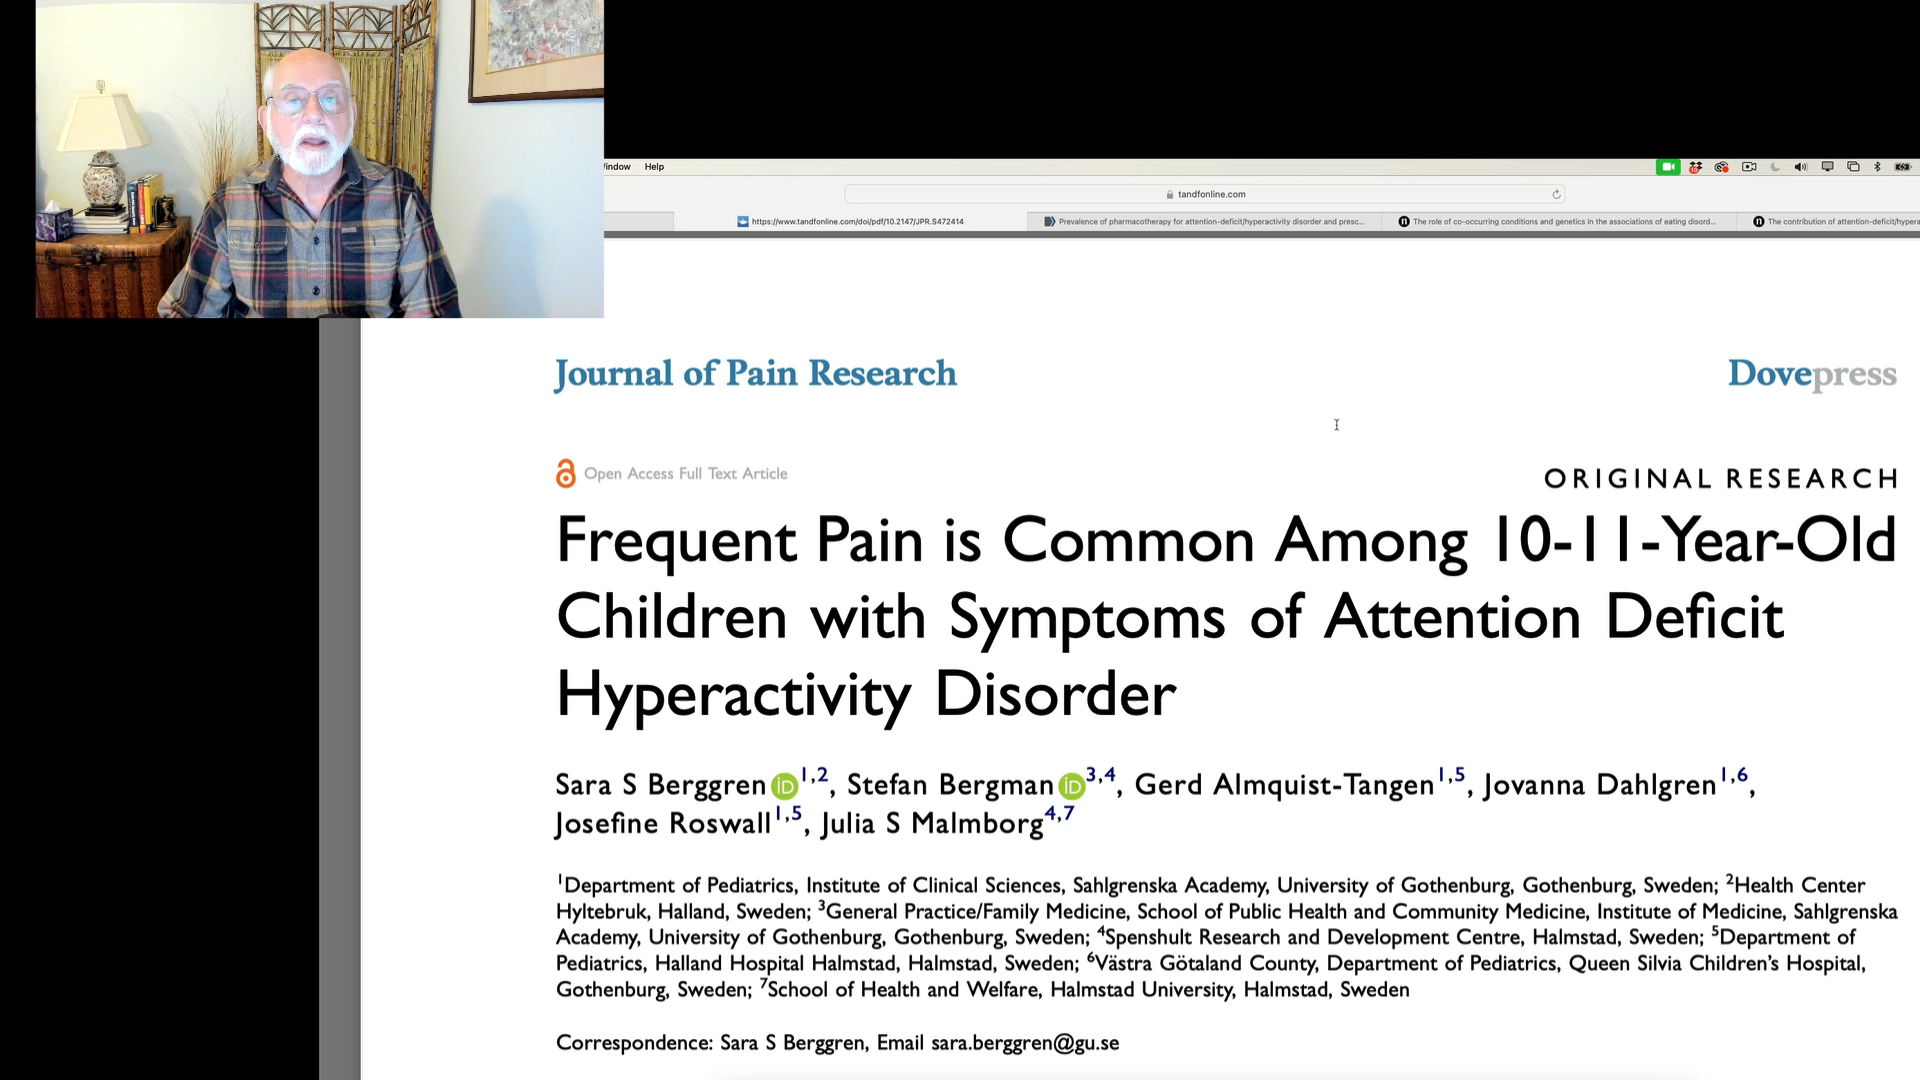 Window Help
tandfonline.com
https://www.tandfonline.com/doi/pdf/10.2147/JPR.S472414
Prevalence of pharmacotherapy for attention-deficit/hyperactivity disorder and presc...
The role of co-occurring conditions and genetics in the associations of eating disord...
The contribution of attention-deficit/hypera
Journal of Pain Research
Dovepress
Open Access Full Text Article
ORIGINAL RESEARCH
Frequent Pain is Common Among 10-11-Year-Old
Children with Symptoms of Attention Deficit
Hyperactivity Disorder
Sara S Berggren iD 1,2, Stefan Bergman iD 3,4, Gerd Almquist-Tangen1,5, Jovanna Dahlgren1,6,
Josefine Roswall1,5, Julia S Malmborg4,7
1Department of Pediatrics, Institute of Clinical Sciences, Sahlgrenska Academy, University of Gothenburg, Gothenburg, Sweden; 2Health Center
Hyltebruk, Halland, Sweden; 3General Practice/Family Medicine, School of Public Health and Community Medicine, Institute of Medicine, Sahlgrenska
Academy, University of Gothenburg, Gothenburg, Sweden; 4Spenshult Research and Development Centre, Halmstad, Sweden; 5Department of
Pediatrics, Halland Hospital Halmstad, Halmstad, Sweden; 6Västra Götaland County, Department of Pediatrics, Queen Silvia Children's Hospital,
Gothenburg, Sweden; 7School of Health and Welfare, Halmstad University, Halmstad, Sweden
Correspondence: Sara S Berggren, Email sara.berggren@gu.se